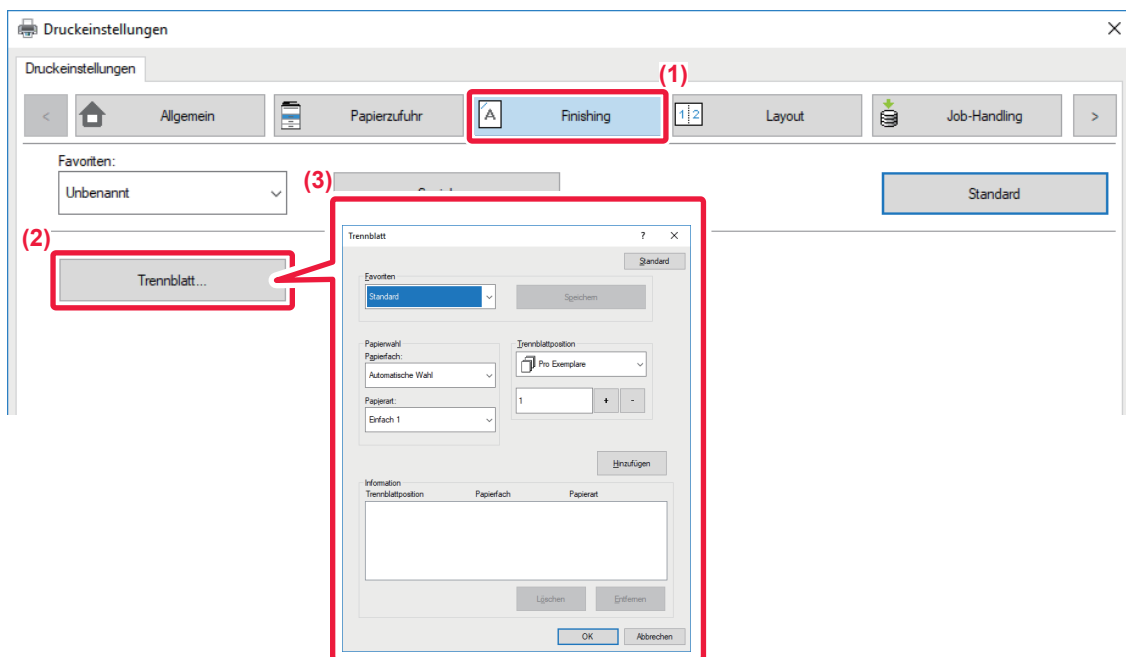 Druckeinstellungen
Druckeinstellungen
(1)
< Allgemein Papierzufuhr A Finishing 1 2 Layout Job-Handling >
Favoriten:
Unbenannt
(3)
Standard
(2)
Trennblatt...
Trennblatt ?
Standard
Favoriten
Standard
Speichern
Papierwahl
Papierfach:
Automatische Wahl
Papierart:
Einfach 1
Trennblattposition
Pro Exemplare
1 + -
Hinzufügen
Information
Trennblattposition Papierfach Papierart
Löschen Entfernen
OK Abbrechen